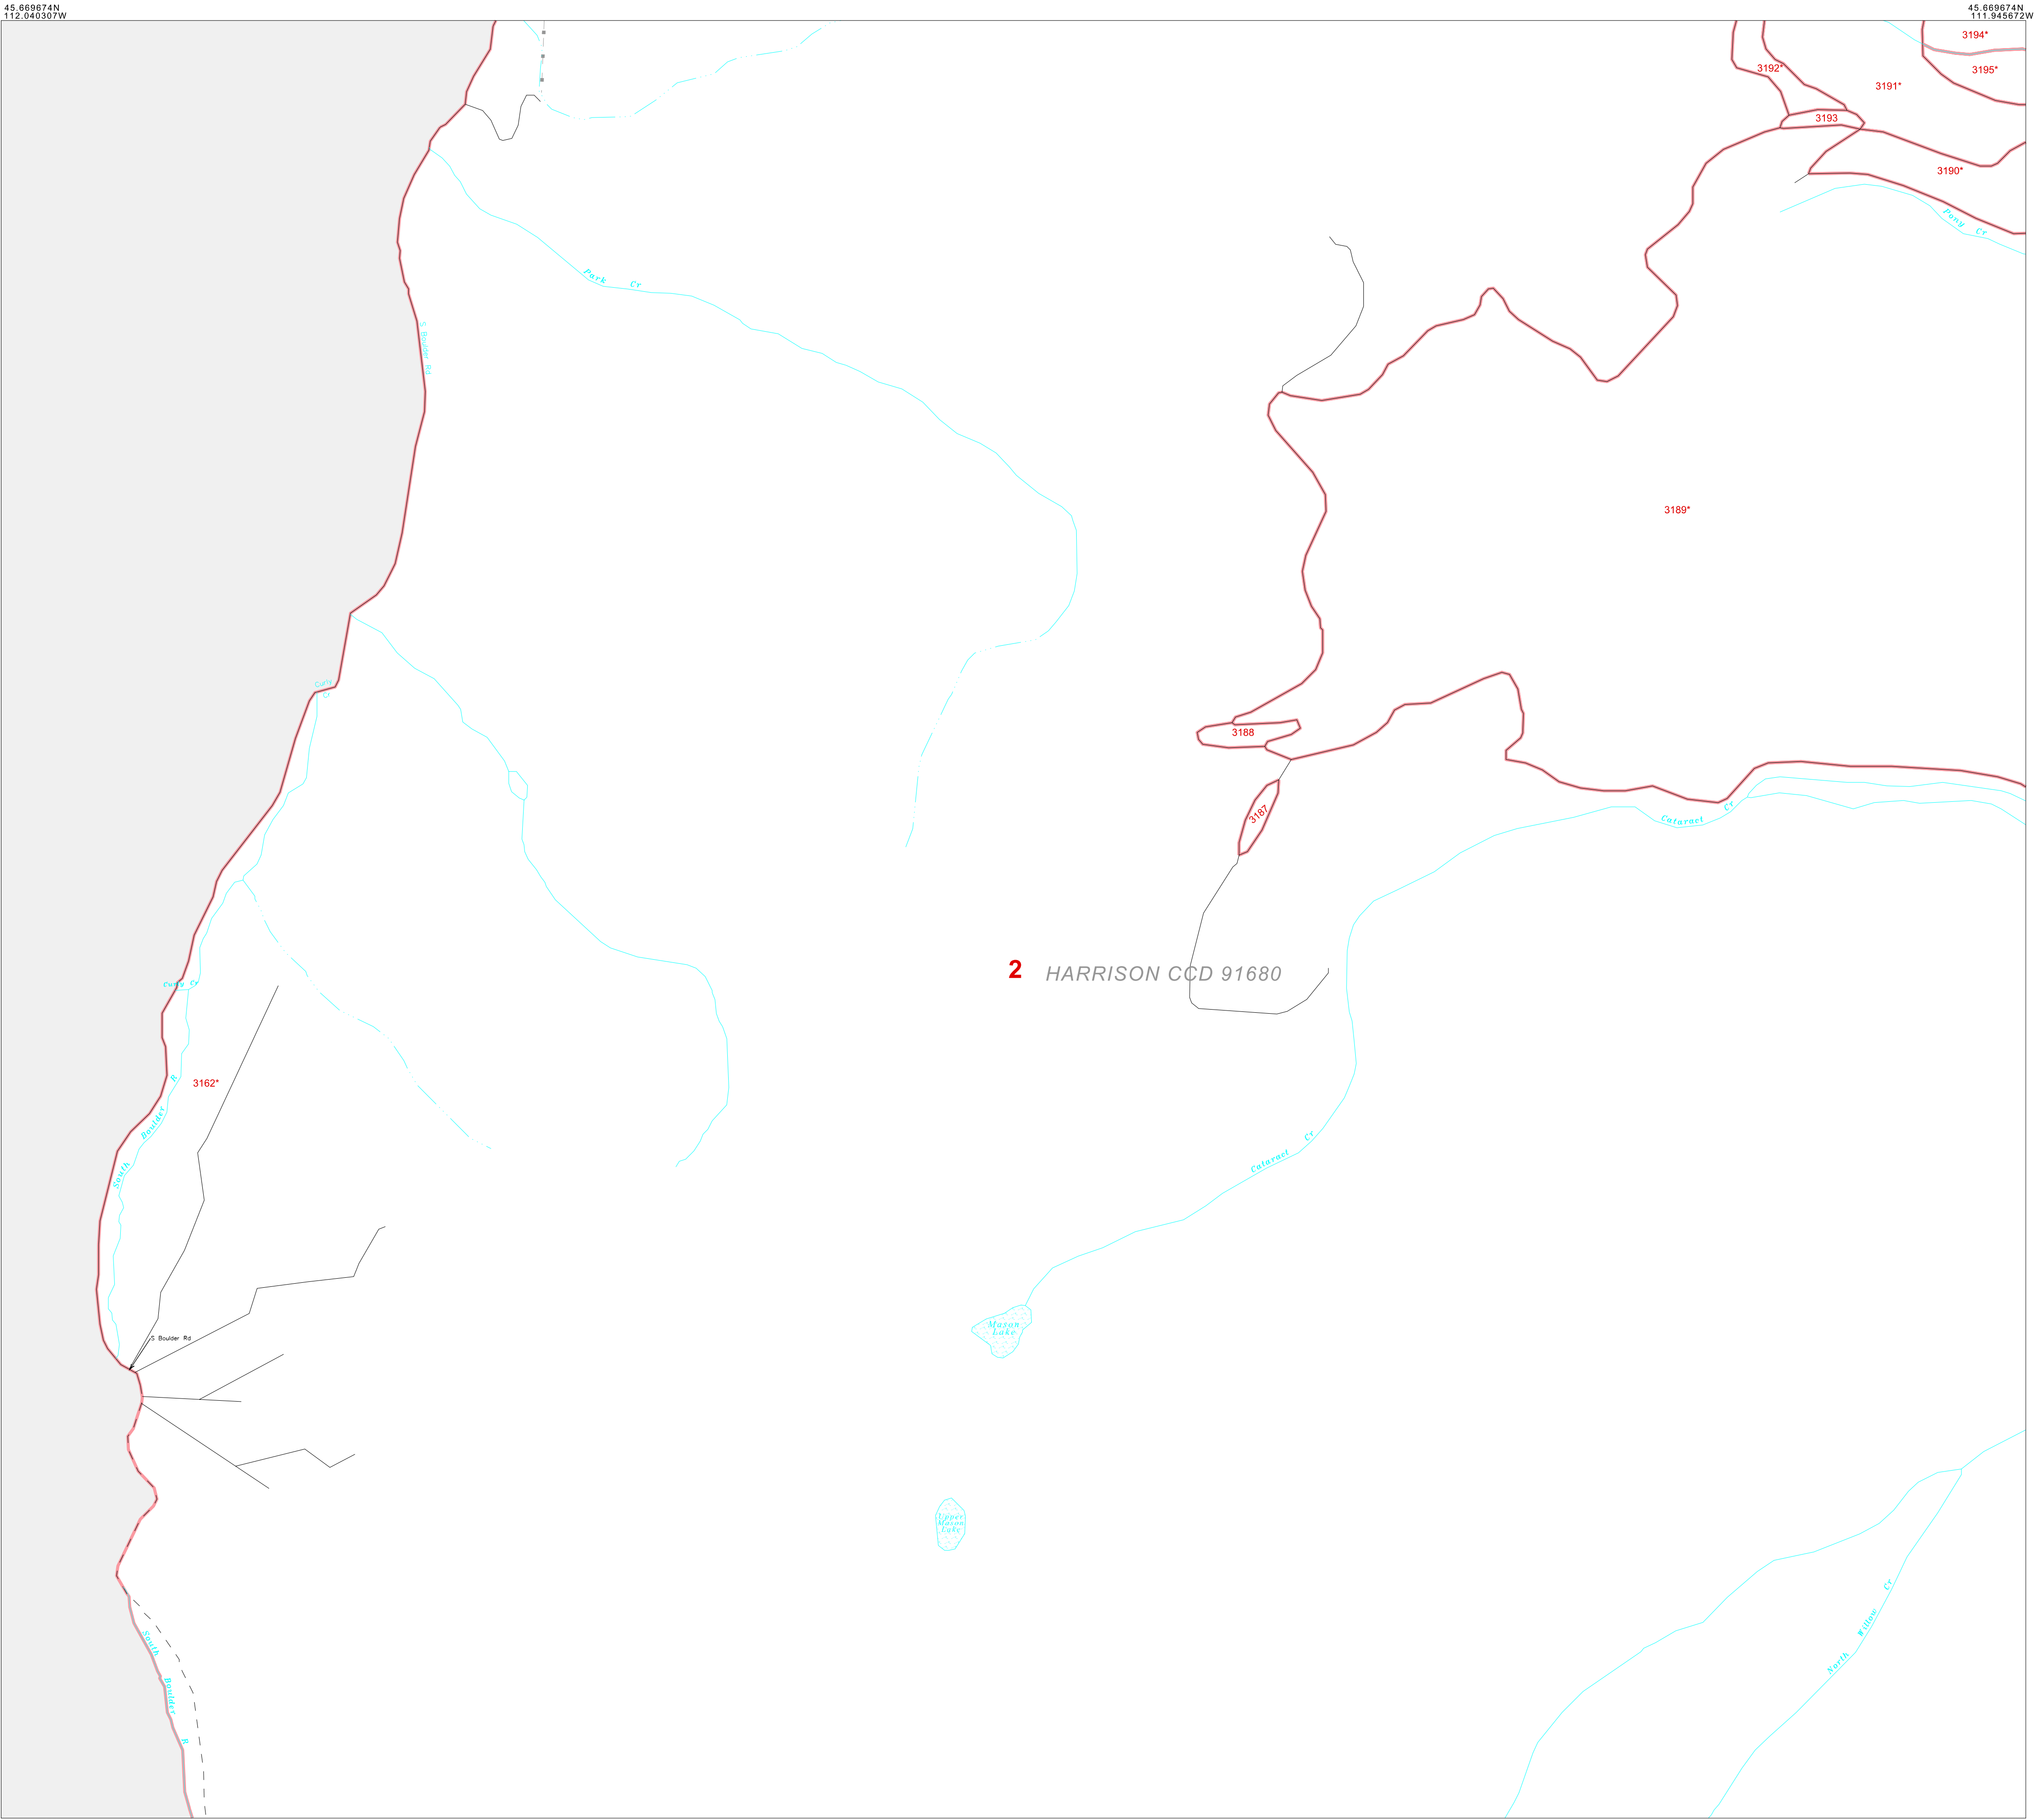 45.669674N
112.040307W
45.669674N
111.945672W
3194*
3195*
3192*
3191*
3193
3190*
Pony Cr
Park Cr
S Boulder Rd
3189*
Curry
Cr
3188
3187
Cataract Cr
2 HARRISON CCD 91680
Curry Cr
3162*
South Boulder R
Cataract Cr
Mason
Lake
S Boulder Rd
Upper
Mason
Lake
North Willow Cr
South Boulder R